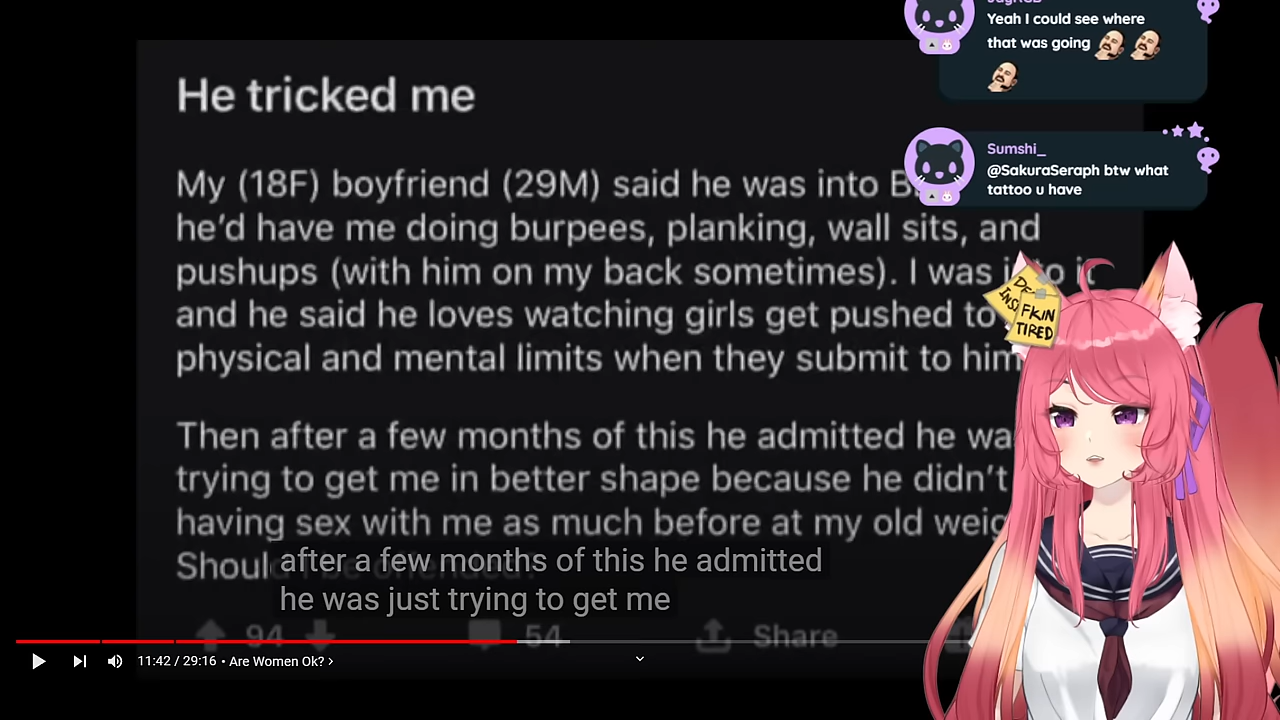 He tricked me
My (18F) boyfriend (29M) said he was into
he'd have me doing burpees, planking, wall sits, and
pushups (with him on my back sometimes). I was into it
and he said he loves watching girls get pushed to
physical and mental limits when they submit to him
Then after a few months of this he admitted he was
trying to get me in better shape because he didn't
having sex with me as much before at my old
after a few months of this he admitted
he was just trying to get me
94
54
Share
11:42 / 29:16 • Are Women Ok? ›
Yeah I could see where
that was going
Sumshi_
@SakuraSeraph btw what
tattoo u have
FKIN
TIRED